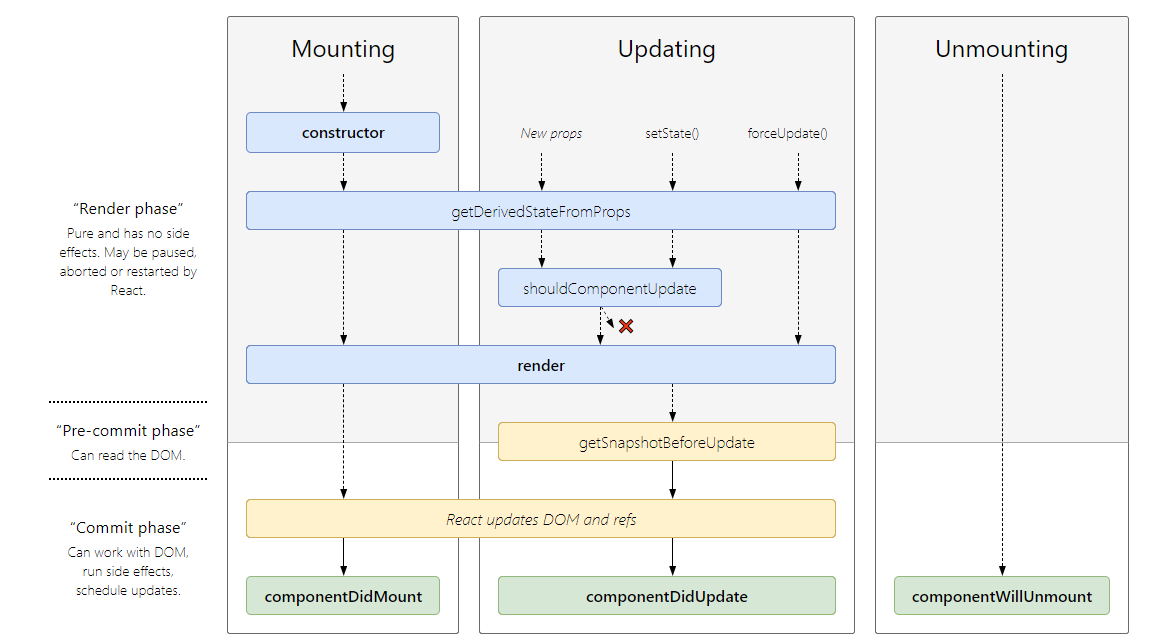 Mounting
Updating
Unmounting
constructor
New props
setState()
forceUpdate()
getDerivedStateFromProps
“Render phase”
Pure and has no side
effects. May be paused,
aborted or restarted by
React.
shouldComponentUpdate
render
“Pre-commit phase”
Can read the DOM.
getSnapshotBeforeUpdate
React updates DOM and refs
“Commit phase”
Can work with DOM,
run side effects,
schedule updates.
componentDidMount
componentDidUpdate
componentWillUnmount